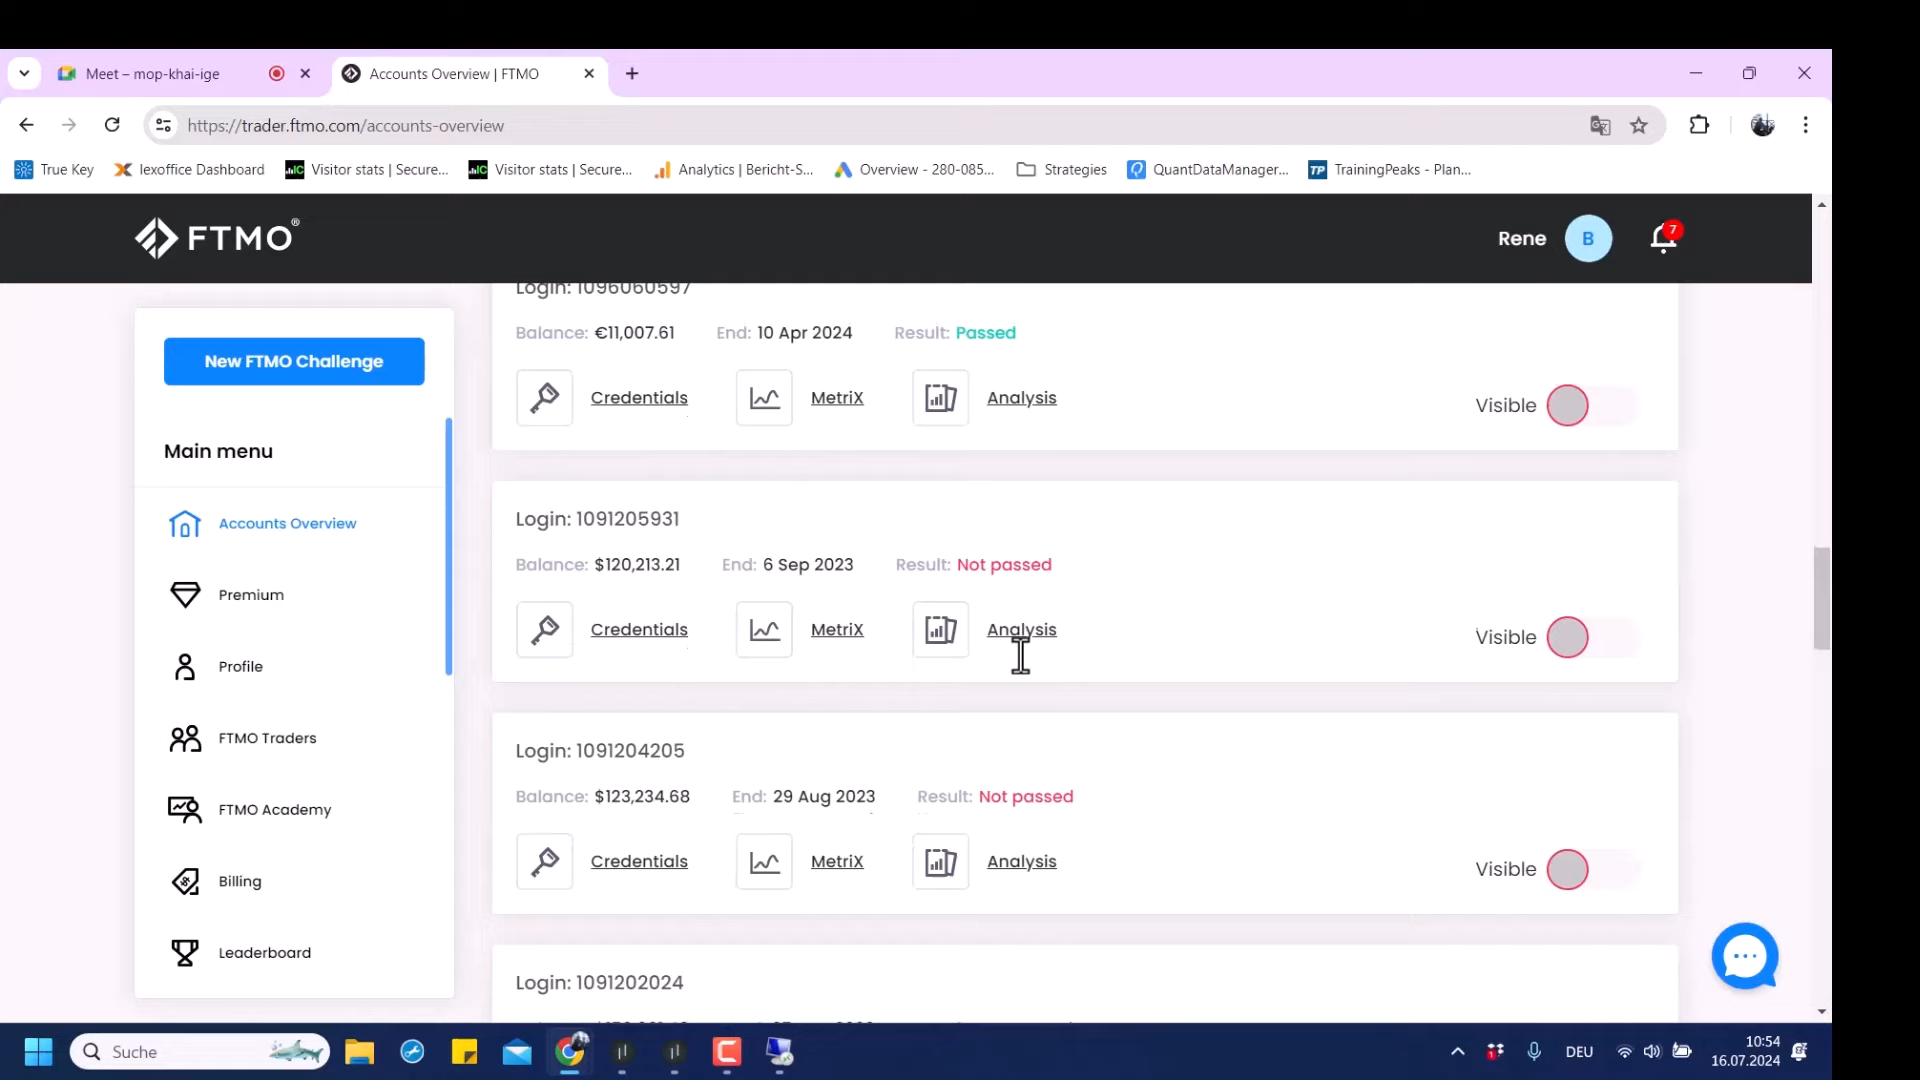 Meet – mop-khai-ige
Accounts Overview | FTMO
https://trader.ftmo.com/accounts-overview
True Key
lexoffice Dashboard
Visitor stats | Secure...
Visitor stats | Secure...
Analytics | Bericht-S...
Overview - 280-085...
Strategies
QuantDataManager...
TrainingPeaks - Plan...
FTMO®
Rene
B
7
New FTMO Challenge
Main menu
Accounts Overview
Premium
Profile
FTMO Traders
FTMO Academy
Billing
Leaderboard
Login: 1096060597
Balance: €11,007.61 End: 10 Apr 2024 Result: Passed
Credentials MetriX Analysis Visible
Login: 1091205931
Balance: $120,213.21 End: 6 Sep 2023 Result: Not passed
Credentials MetriX Analysis Visible
Login: 1091204205
Balance: $123,234.68 End: 29 Aug 2023 Result: Not passed
Credentials MetriX Analysis Visible
Login: 1091202024
Suche
DEU
10:54
16.07.2024